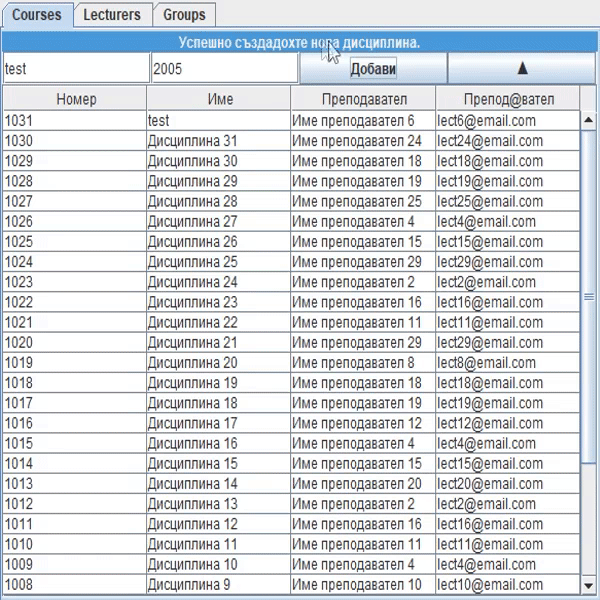 Courses Lecturers Groups
Успешно създадохте нова дисциплина.
test 2005 Добави ▲
Номер Име Преподавател Препод@вател
1031 test Име преподавател 6 lect6@email.com
1030 Дисциплина 31 Име преподавател 24 lect24@email.com
1029 Дисциплина 30 Име преподавател 18 lect18@email.com
1028 Дисциплина 29 Име преподавател 19 lect19@email.com
1027 Дисциплина 28 Име преподавател 25 lect25@email.com
1026 Дисциплина 27 Име преподавател 4 lect4@email.com
1025 Дисциплина 26 Име преподавател 15 lect15@email.com
1024 Дисциплина 25 Име преподавател 29 lect29@email.com
1023 Дисциплина 24 Име преподавател 2 lect2@email.com
1022 Дисциплина 23 Име преподавател 16 lect16@email.com
1021 Дисциплина 22 Име преподавател 11 lect11@email.com
1020 Дисциплина 21 Име преподавател 29 lect29@email.com
1019 Дисциплина 20 Име преподавател 8 lect8@email.com
1018 Дисциплина 19 Име преподавател 18 lect18@email.com
1017 Дисциплина 18 Име преподавател 19 lect19@email.com
1016 Дисциплина 17 Име преподавател 12 lect12@email.com
1015 Дисциплина 16 Име преподавател 4 lect4@email.com
1014 Дисциплина 15 Име преподавател 15 lect15@email.com
1013 Дисциплина 14 Име преподавател 20 lect20@email.com
1012 Дисциплина 13 Име преподавател 2 lect2@email.com
1011 Дисциплина 12 Име преподавател 16 lect16@email.com
1010 Дисциплина 11 Име преподавател 11 lect11@email.com
1009 Дисциплина 10 Име преподавател 4 lect4@email.com
1008 Дисциплина 9 Име преподавател 10 lect10@email.com